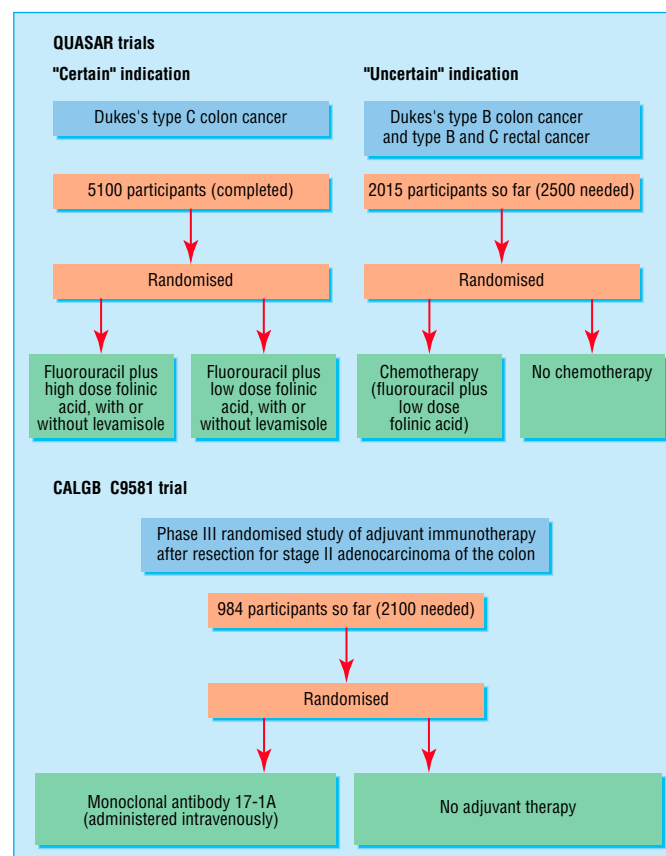 QUASAR trials
"Certain" indication
Dukes's type C colon cancer
5100 participants (completed)
Randomised
Fluorouracil plus
high dose folinic
acid, with or
without levamisole
Fluorouracil plus
low dose folinic
acid, with or
without levamisole
"Uncertain" indication
Dukes's type B colon cancer
and type B and C rectal cancer
2015 participants so far (2500 needed)
Randomised
Chemotherapy
(fluorouracil plus
low dose
folinic acid)
No chemotherapy
CALGB C9581 trial
Phase III randomised study of adjuvant immunotherapy
after resection for stage II adenocarcinoma of the colon
984 participants so far (2100 needed)
Randomised
Monoclonal antibody 17-1A
(administered intravenously)
No adjuvant therapy